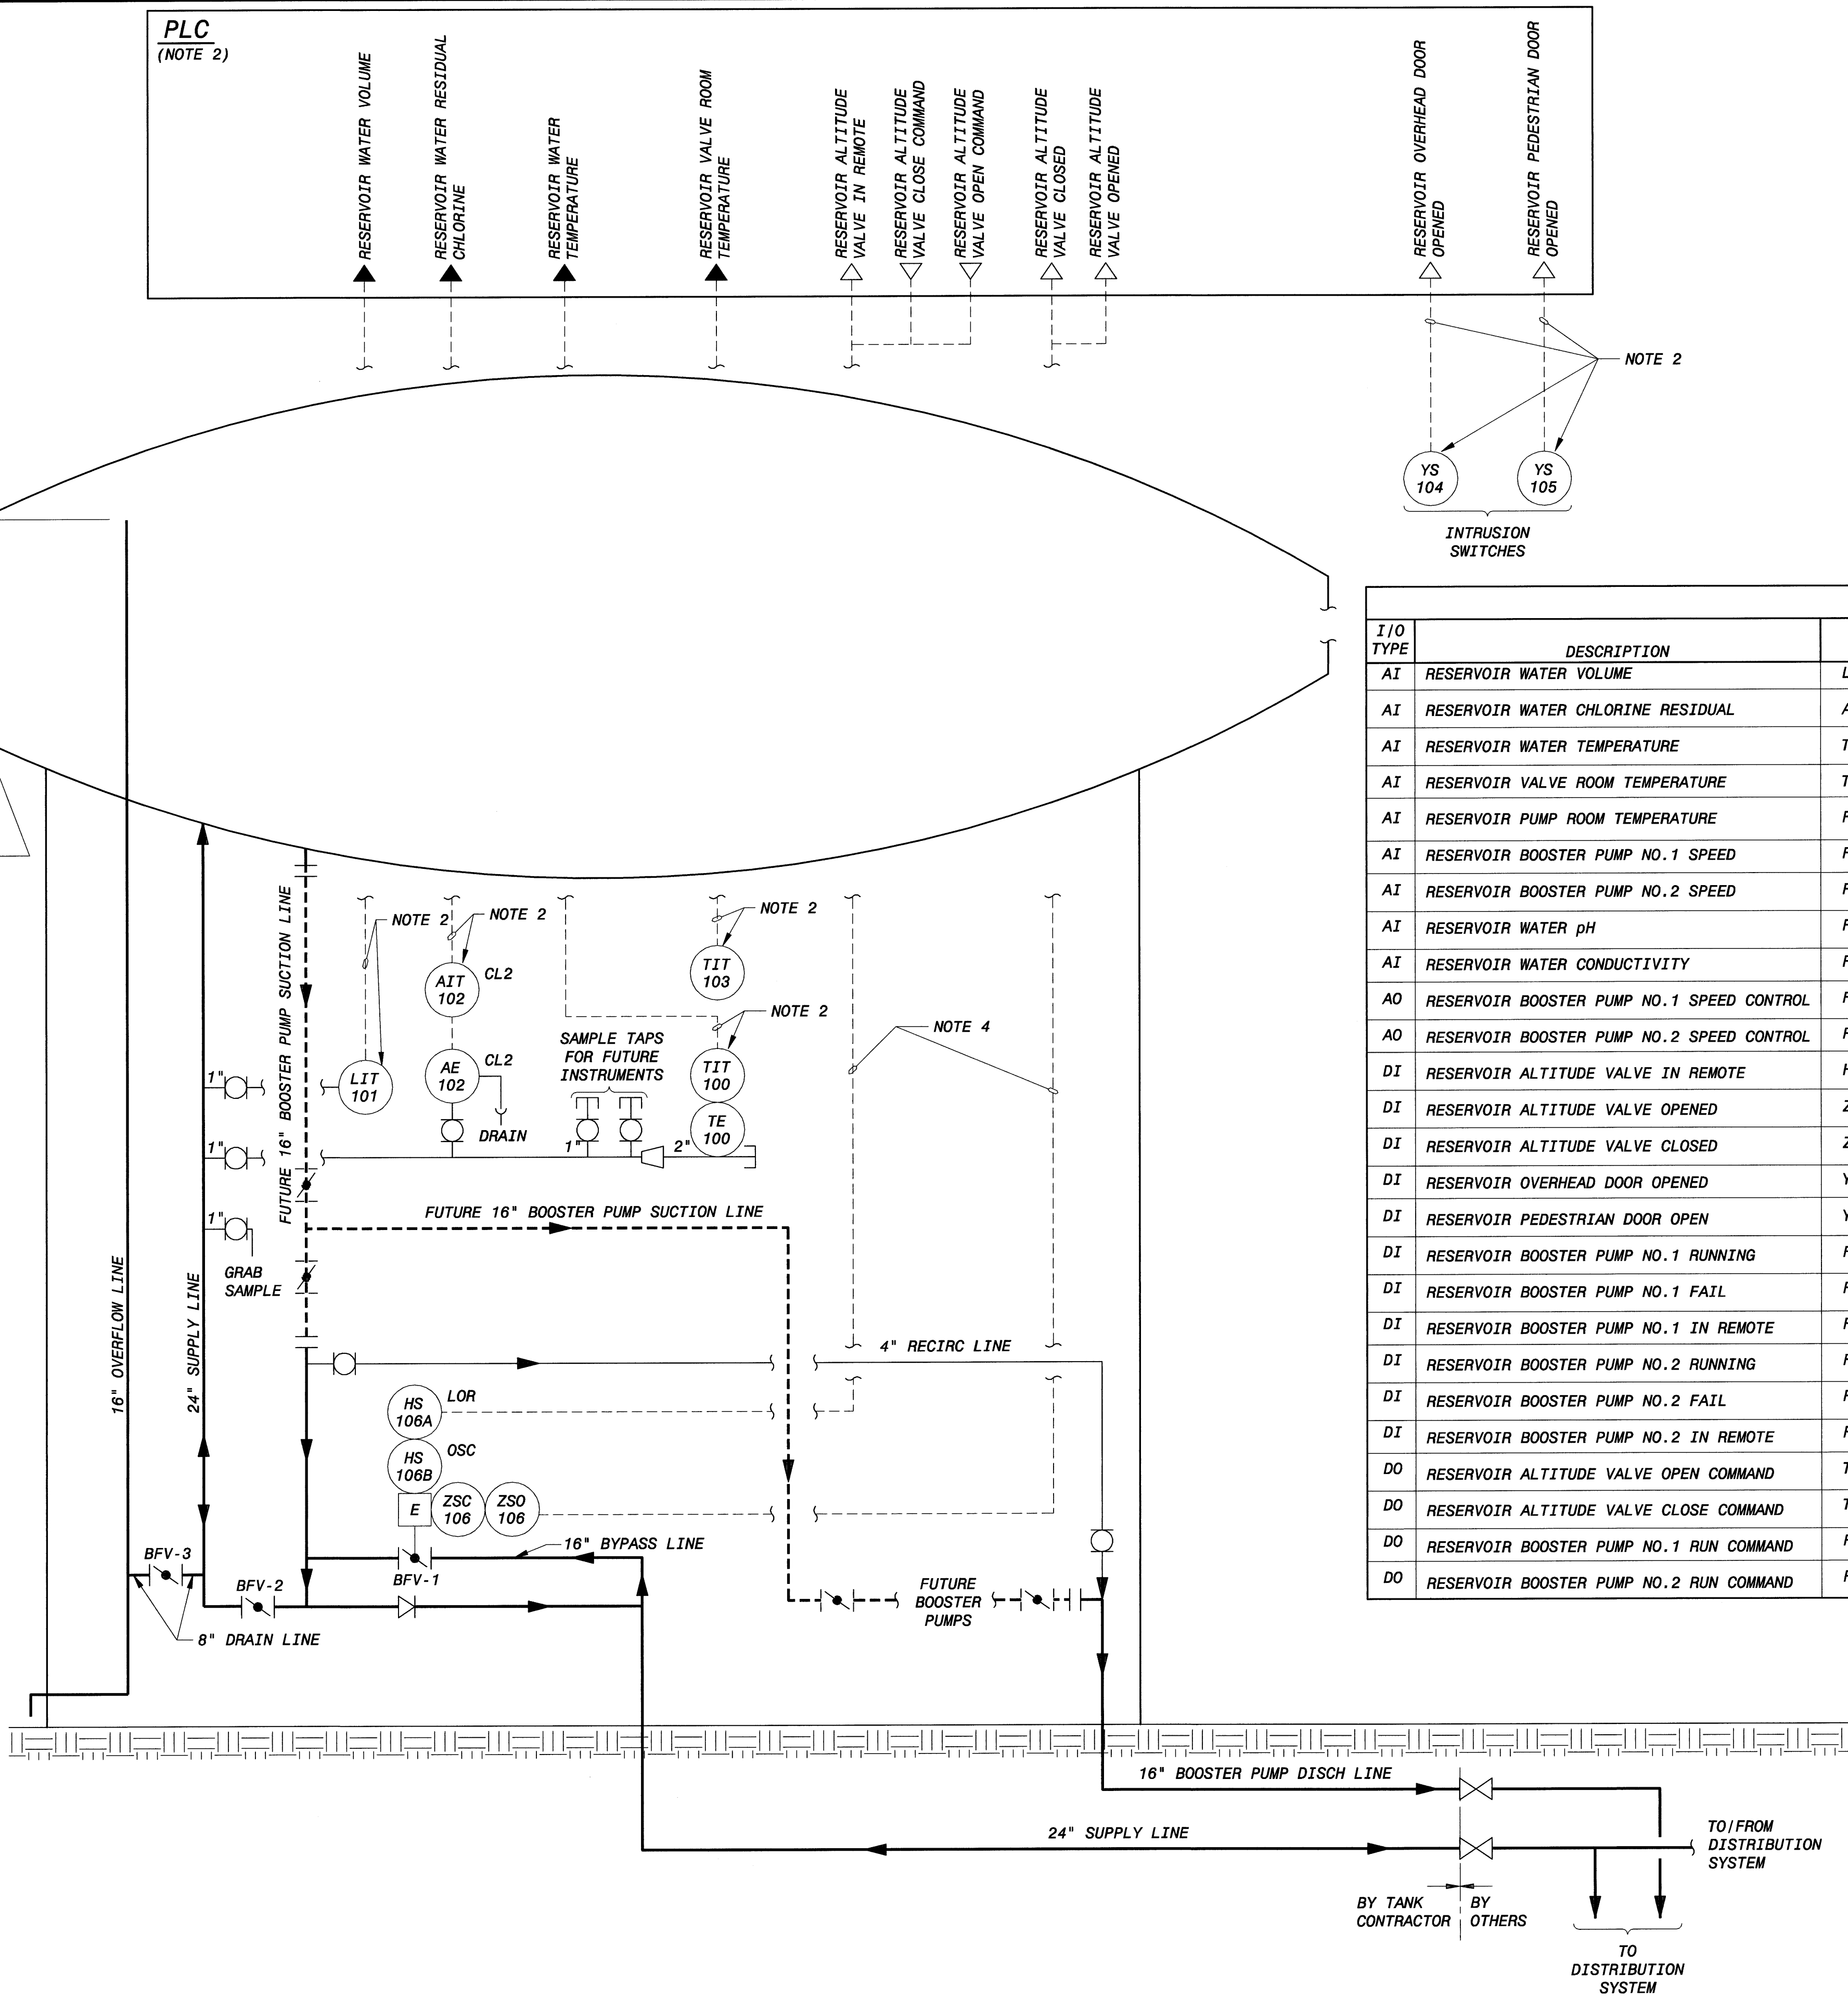 PLC
(NOTE 2)
RESERVOIR WATER VOLUME
RESERVOIR WATER RESIDUAL
CHLORINE
RESERVOIR WATER
TEMPERATURE
RESERVOIR VALVE ROOM
TEMPERATURE
RESERVOIR ALTITUDE
VALVE IN REMOTE
RESERVOIR ALTITUDE
VALVE CLOSE COMMAND
RESERVOIR ALTITUDE
VALVE OPEN COMMAND
RESERVOIR ALTITUDE
VALVE CLOSED
RESERVOIR ALTITUDE
VALVE OPENED
RESERVOIR OVERHEAD DOOR
OPENED
RESERVOIR PEDESTRIAN DOOR
OPENED
NOTE 2
YS
104
YS
105
INTRUSION
SWITCHES
I/O
TYPE
DESCRIPTION
AI RESERVOIR WATER VOLUME L
AI RESERVOIR WATER CHLORINE RESIDUAL A
AI RESERVOIR WATER TEMPERATURE T
AI RESERVOIR VALVE ROOM TEMPERATURE T
AI RESERVOIR PUMP ROOM TEMPERATURE F
AI RESERVOIR BOOSTER PUMP NO.1 SPEED F
AI RESERVOIR BOOSTER PUMP NO.2 SPEED F
AI RESERVOIR WATER pH F
AI RESERVOIR WATER CONDUCTIVITY F
AO RESERVOIR BOOSTER PUMP NO.1 SPEED CONTROL F
AO RESERVOIR BOOSTER PUMP NO.2 SPEED CONTROL F
DI RESERVOIR ALTITUDE VALVE IN REMOTE H
DI RESERVOIR ALTITUDE VALVE OPENED Z
DI RESERVOIR ALTITUDE VALVE CLOSED Z
DI RESERVOIR OVERHEAD DOOR OPENED Y
DI RESERVOIR PEDESTRIAN DOOR OPEN Y
DI RESERVOIR BOOSTER PUMP NO.1 RUNNING F
DI RESERVOIR BOOSTER PUMP NO.1 FAIL F
DI RESERVOIR BOOSTER PUMP NO.1 IN REMOTE F
DI RESERVOIR BOOSTER PUMP NO.2 RUNNING F
DI RESERVOIR BOOSTER PUMP NO.2 FAIL F
DI RESERVOIR BOOSTER PUMP NO.2 IN REMOTE F
DO RESERVOIR ALTITUDE VALVE OPEN COMMAND T
DO RESERVOIR ALTITUDE VALVE CLOSE COMMAND T
DO RESERVOIR BOOSTER PUMP NO.1 RUN COMMAND F
DO RESERVOIR BOOSTER PUMP NO.2 RUN COMMAND F
16" OVERFLOW LINE
24" SUPPLY LINE
FUTURE 16" BOOSTER PUMP SUCTION LINE
NOTE 2
NOTE 2
NOTE 2
AIT
102
CL2
TIT
103
NOTE 2
NOTE 4
SAMPLE TAPS
FOR FUTURE
INSTRUMENTS
1"
LIT
101
AE
102
CL2
TIT
100
DRAIN
TE
100
1"
1"
2"
1"
GRAB
SAMPLE
FUTURE 16" BOOSTER PUMP SUCTION LINE
4" RECIRC LINE
HS
106A
LOR
HS
106B
OSC
E
ZSC
106
ZSO
106
16" BYPASS LINE
BFV-3
BFV-2
BFV-1
8" DRAIN LINE
FUTURE
BOOSTER
PUMPS
16" BOOSTER PUMP DISCH LINE
24" SUPPLY LINE
TO/FROM
DISTRIBUTION
SYSTEM
BY TANK
CONTRACTOR
BY
OTHERS
TO
DISTRIBUTION
SYSTEM